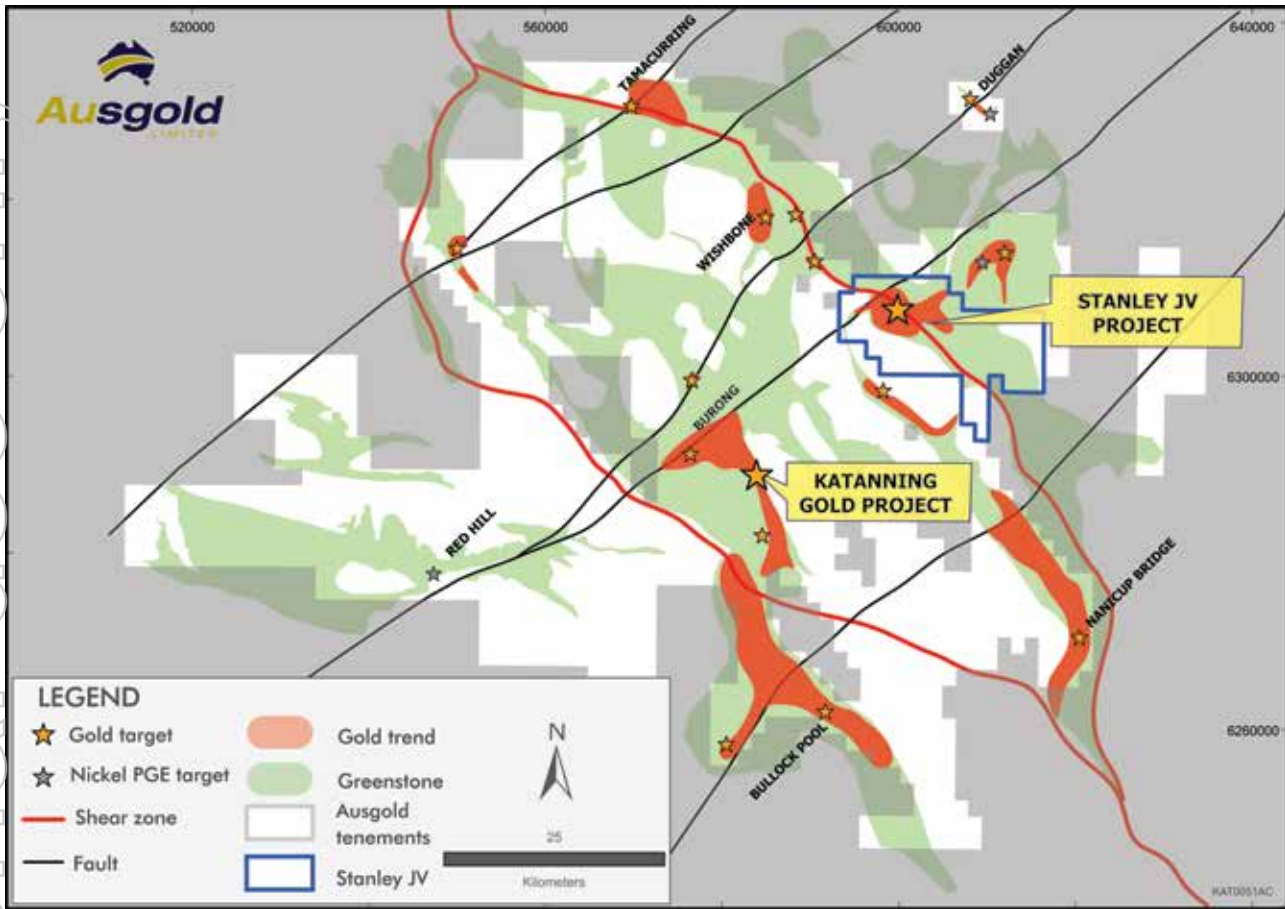 520000
560000
600000
640000
Ausgold
LIMITED
TAMACURRING
DUGGAN
WISHBONE
STANLEY JV
PROJECT
6300000
BURONG
KATANNING
GOLD PROJECT
RED HILL
NANICUP BRIDGE
BULLOCK POOL
6260000
LEGEND
Gold target
Nickel PGE target
Shear zone
Fault
Gold trend
Greenstone
Ausgold
tenements
Stanley JV
N
25
Kilometers
KAT0051AC